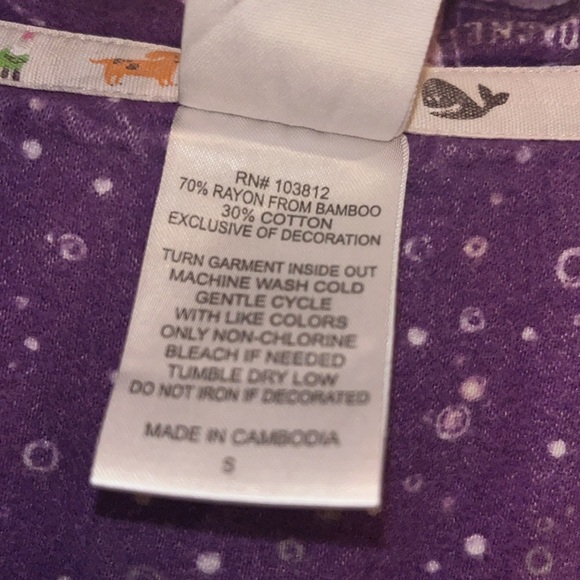 RN# 103812
70% RAYON FROM BAMBOO
30% COTTON
EXCLUSIVE OF DECORATION
TURN GARMENT INSIDE OUT
MACHINE WASH COLD
GENTLE CYCLE
WITH LIKE COLORS
ONLY NON-CHLORINE
BLEACH IF NEEDED
TUMBLE DRY LOW
DO NOT IRON IF DECORATED
MADE IN CAMBODIA
S